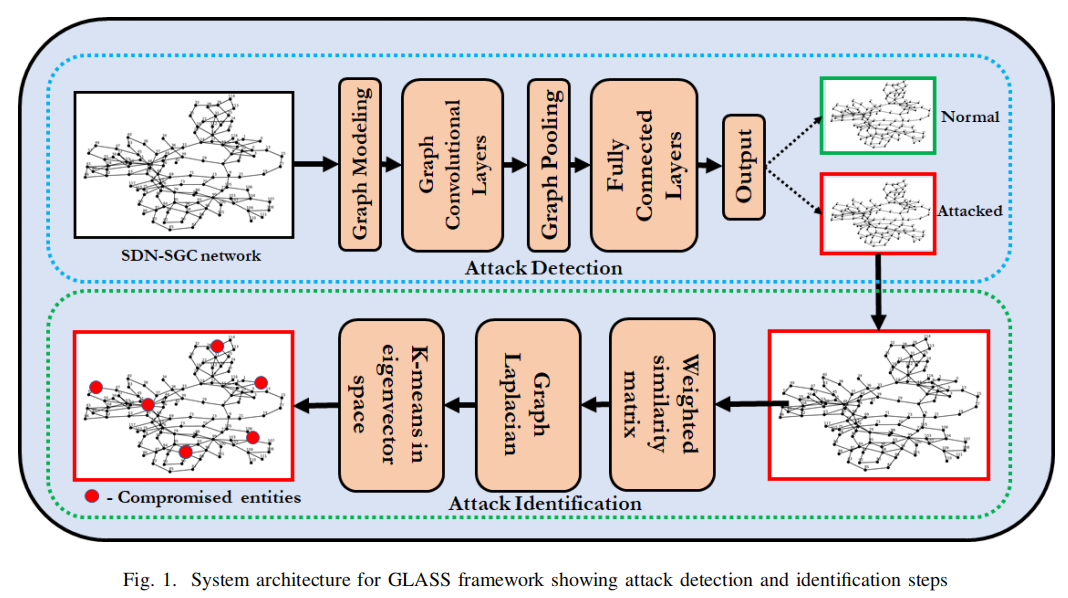 Graph Modeling
Graph
Convolutional
Layers
Graph Pooling
Fully
Connected
Layers
Output
Normal
Attacked
SDN-SGC network
Attack Detection
Weighted
similarity
matrix
Graph
Laplacian
K-means in
eigenvector
space
- Compromised entities
Attack Identification
Fig. 1. System architecture for GLASS framework showing attack detection and identification steps